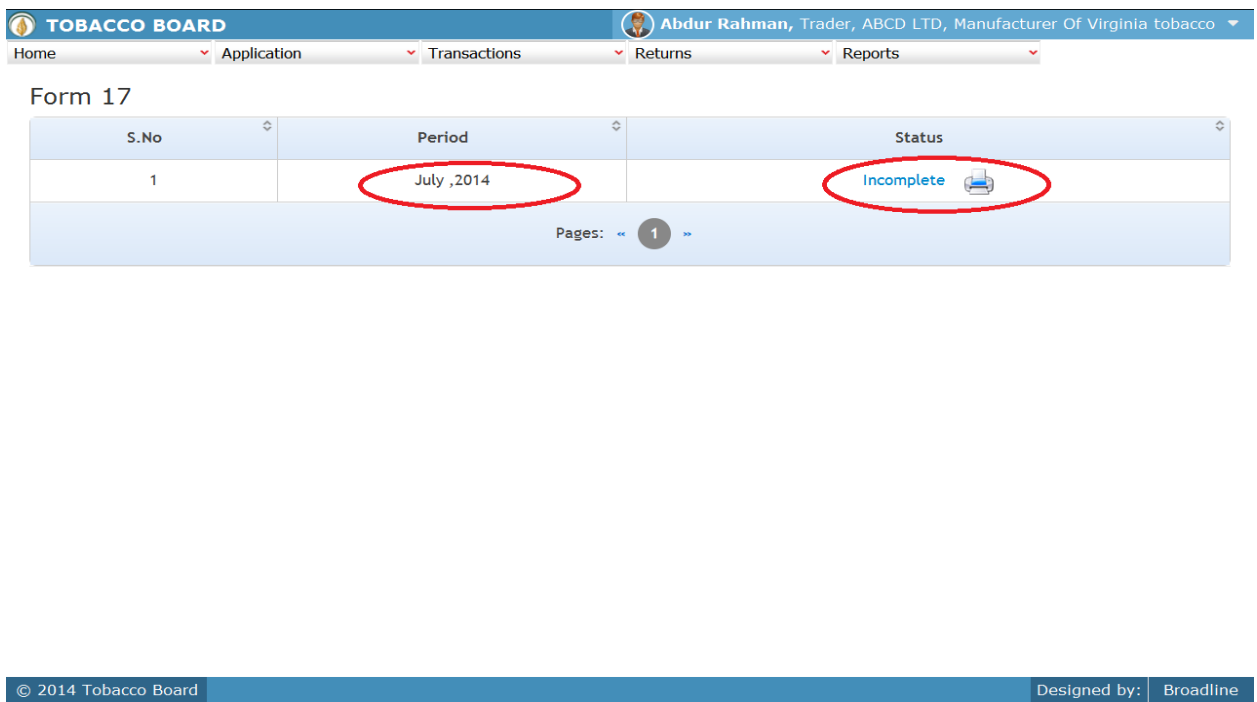 TOBACCO BOARD Abdur Rahman, Trader, ABCD LTD, Manufacturer Of Virginia tobacco
Home Application Transactions Returns Reports
Form 17
S.No Period Status
1 July ,2014 Incomplete
Pages: « 1 »
© 2014 Tobacco Board Designed by: Broadline